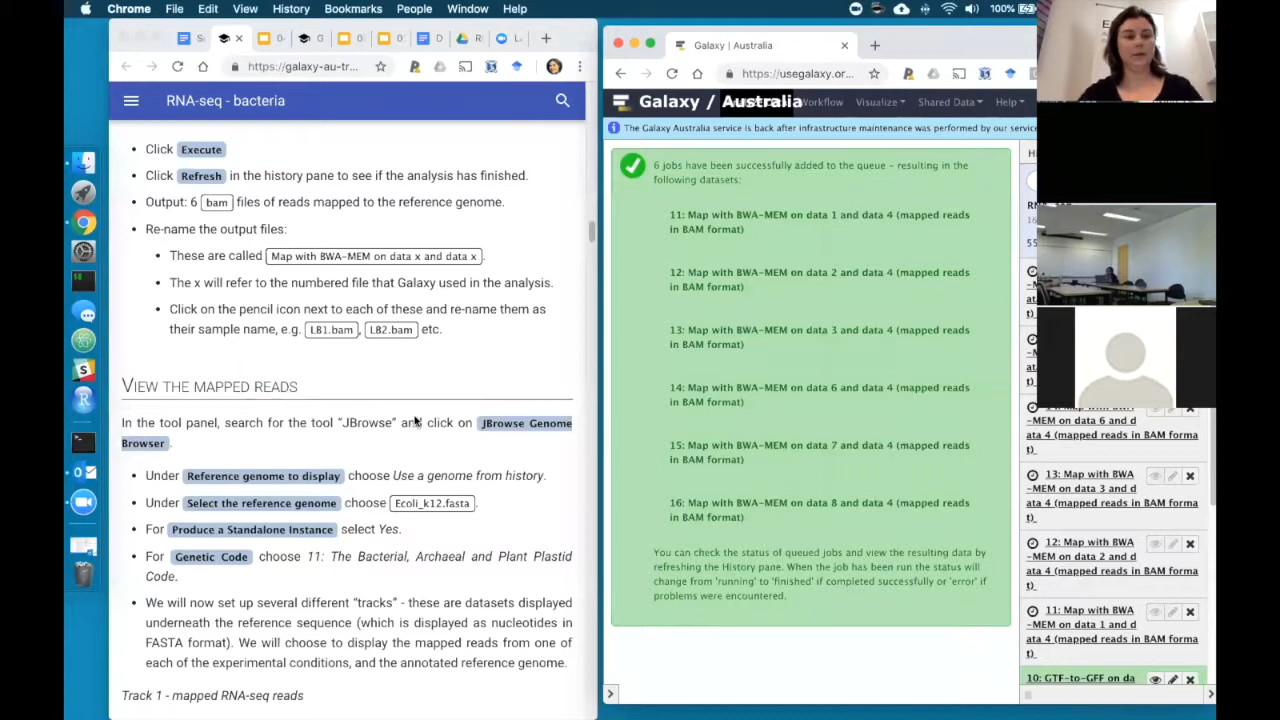 Chrome File Edit View History Bookmarks People Window Help 100%
https://galaxy-au-tr...
RNA-seq - bacteria
• Click Execute
• Click Refresh in the history pane to see if the analysis has finished.
• Output: 6 bam files of reads mapped to the reference genome.
• Re-name the output files:
• These are called Map with BWA-MEM on data x and data x .
• The x will refer to the numbered file that Galaxy used in the analysis.
• Click on the pencil icon next to each of these and re-name them as
their sample name, e.g. LB1.bam , LB2.bam etc.
VIEW THE MAPPED READS
In the tool panel, search for the tool “JBrowse” and click on JBrowse Genome
Browser .
• Under Reference genome to display choose Use a genome from history.
• Under Select the reference genome choose Ecoli_k12.fasta .
• For Produce a Standalone Instance select Yes.
• For Genetic Code choose 11: The Bacterial, Archaeal and Plant Plastid
Code.
• We will now set up several different “tracks” - these are datasets displayed
underneath the reference sequence (which is displayed as nucleotides in
FASTA format). We will choose to display the mapped reads from one of
each of the experimental conditions, and the annotated reference genome.
Track 1 - mapped RNA-seq reads
Galaxy | Australia
https://usegalaxy.or...
Galaxy / Australia Workflow Visualize Shared Data Help
The Galaxy Australia service is back after infrastructure maintenance was performed by our service
6 jobs have been successfully added to the queue - resulting in the
following datasets:
11: Map with BWA-MEM on data 1 and data 4 (mapped reads
in BAM format)
12: Map with BWA-MEM on data 2 and data 4 (mapped reads
in BAM format)
13: Map with BWA-MEM on data 3 and data 4 (mapped reads
in BAM format)
14: Map with BWA-MEM on data 6 and data 4 (mapped reads
in BAM format)
15: Map with BWA-MEM on data 7 and data 4 (mapped reads
in BAM format)
16: Map with BWA-MEM on data 8 and data 4 (mapped reads
in BAM format)
You can check the status of queued jobs and view the resulting data by
refreshing the History pane. When the job has been run the status will
change from 'running' to 'finished' if completed successfully or 'error' if
problems were encountered.
-MEM on data 6 and d
ata 4 (mapped reads in BAM forma
t)
13: Map with BWA
-MEM on data 3 and d
ata 4 (mapped reads in BAM forma
t)
12: Map with BWA
-MEM on data 2 and d
ata 4 (mapped reads in BAM forma
t)
11: Map with BWA
-MEM on data 1 and d
ata 4 (mapped reads in BAM forma
t)
10: GTF-to-GFF on da